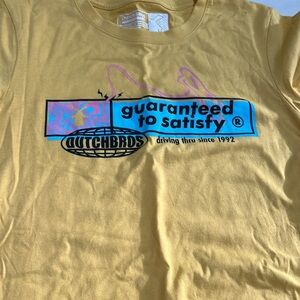 guaranteed
to satisfy ®
DUTCHBROS
driving thru since 1992